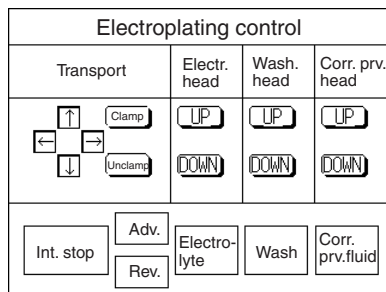 Electroplating control
Transport
Electr. head
Wash. head
Corr. prv. head
↑ Clamp UP UP UP
← →
↓ Unclamp DOWN DOWN DOWN
Int. stop
Adv.
Rev.
Electro-
lyte
Wash
Corr.
prv.fluid